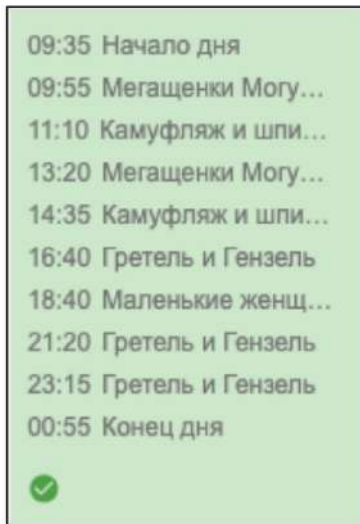 09:35 Начало дня
09:55 Мегащенки Могу...
11:10 Камуфляж и шпи...
13:20 Мегащенки Могу...
14:35 Камуфляж и шпи...
16:40 Гретель и Гензель
18:40 Маленькие женщ...
21:20 Гретель и Гензель
23:15 Гретель и Гензель
00:55 Конец дня